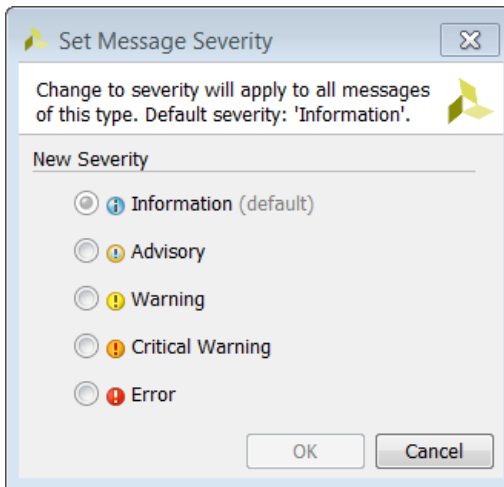 Set Message Severity
Change to severity will apply to all messages
of this type. Default severity: 'Information'.
New Severity
Information (default)
Advisory
Warning
Critical Warning
Error
OK Cancel